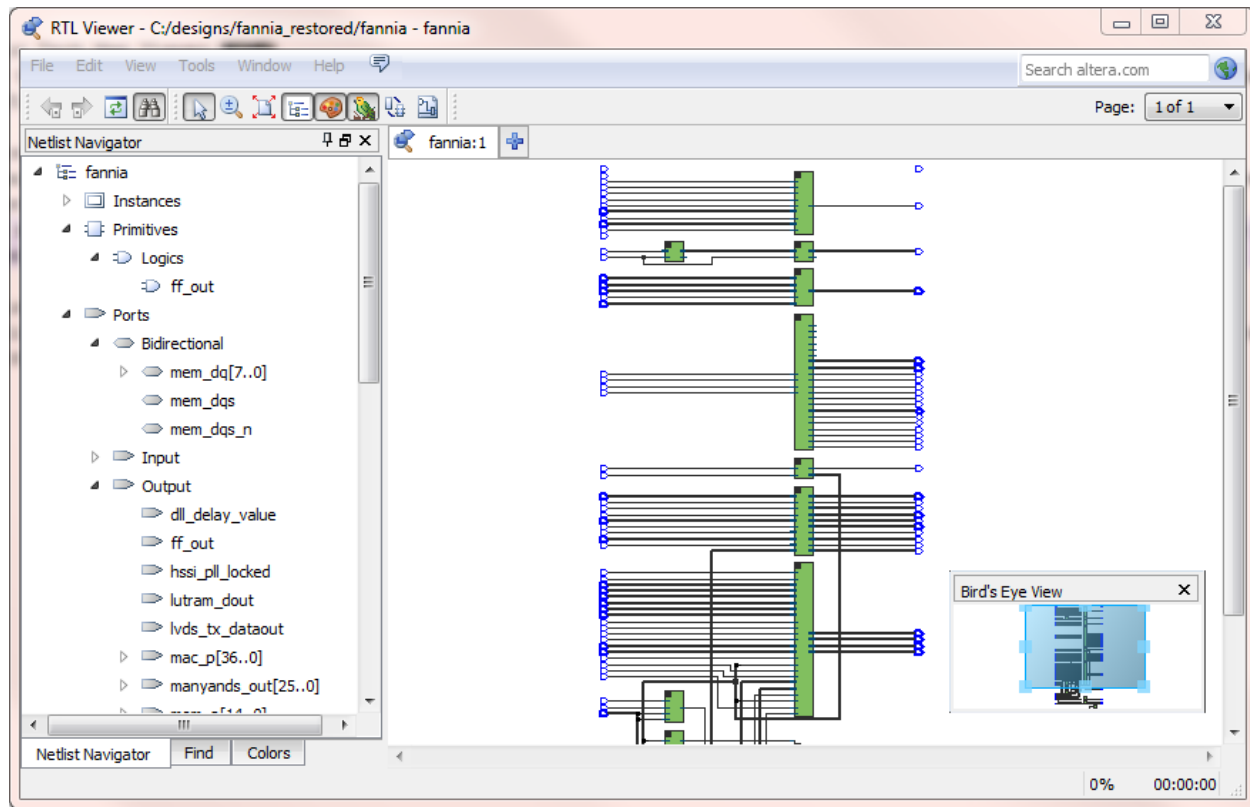 RTL Viewer - C:/designs/fannia_restored/fannia - fannia
File Edit View Tools Window Help
Search altera.com
Page: 1 of 1
Netlist Navigator
fannia:1
fannia
Instances
Primitives
Logics
ff_out
Ports
Bidirectional
mem_dq[7..0]
mem_dqs
mem_dqs_n
Input
Output
dll_delay_value
ff_out
hssi_pll_locked
lutram_dout
lvds_tx_dataout
mac_p[36..0]
manyands_out[25..0]
Bird's Eye View
Netlist Navigator Find Colors
0% 00:00:00